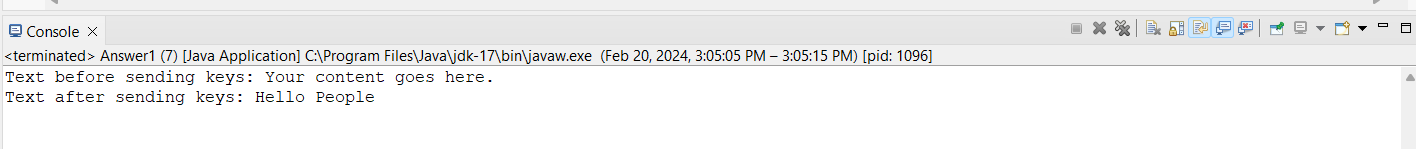 Console
<terminated> Answer1 (7) [Java Application] C:\Program Files\Java\jdk-17\bin\javaw.exe (Feb 20, 2024, 3:05:05 PM – 3:05:15 PM) [pid: 1096]
Text before sending keys: Your content goes here.
Text after sending keys: Hello People